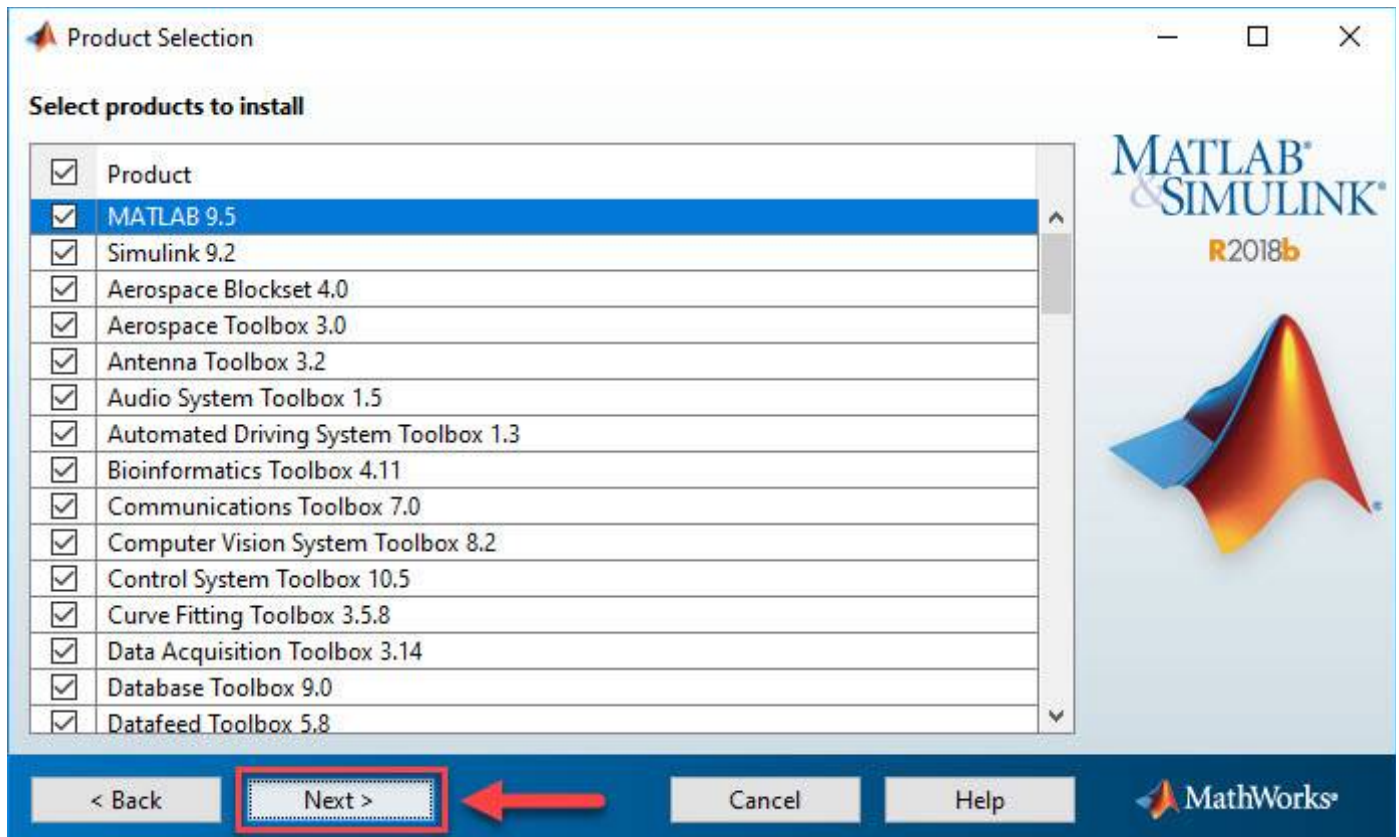 Product Selection
Select products to install
Product
MATLAB 9.5
Simulink 9.2
Aerospace Blockset 4.0
Aerospace Toolbox 3.0
Antenna Toolbox 3.2
Audio System Toolbox 1.5
Automated Driving System Toolbox 1.3
Bioinformatics Toolbox 4.11
Communications Toolbox 7.0
Computer Vision System Toolbox 8.2
Control System Toolbox 10.5
Curve Fitting Toolbox 3.5.8
Data Acquisition Toolbox 3.14
Database Toolbox 9.0
Datafeed Toolbox 5.8
MATLAB®
&SIMULINK®
R2018b
< Back
Next >
Cancel
Help
MathWorks®